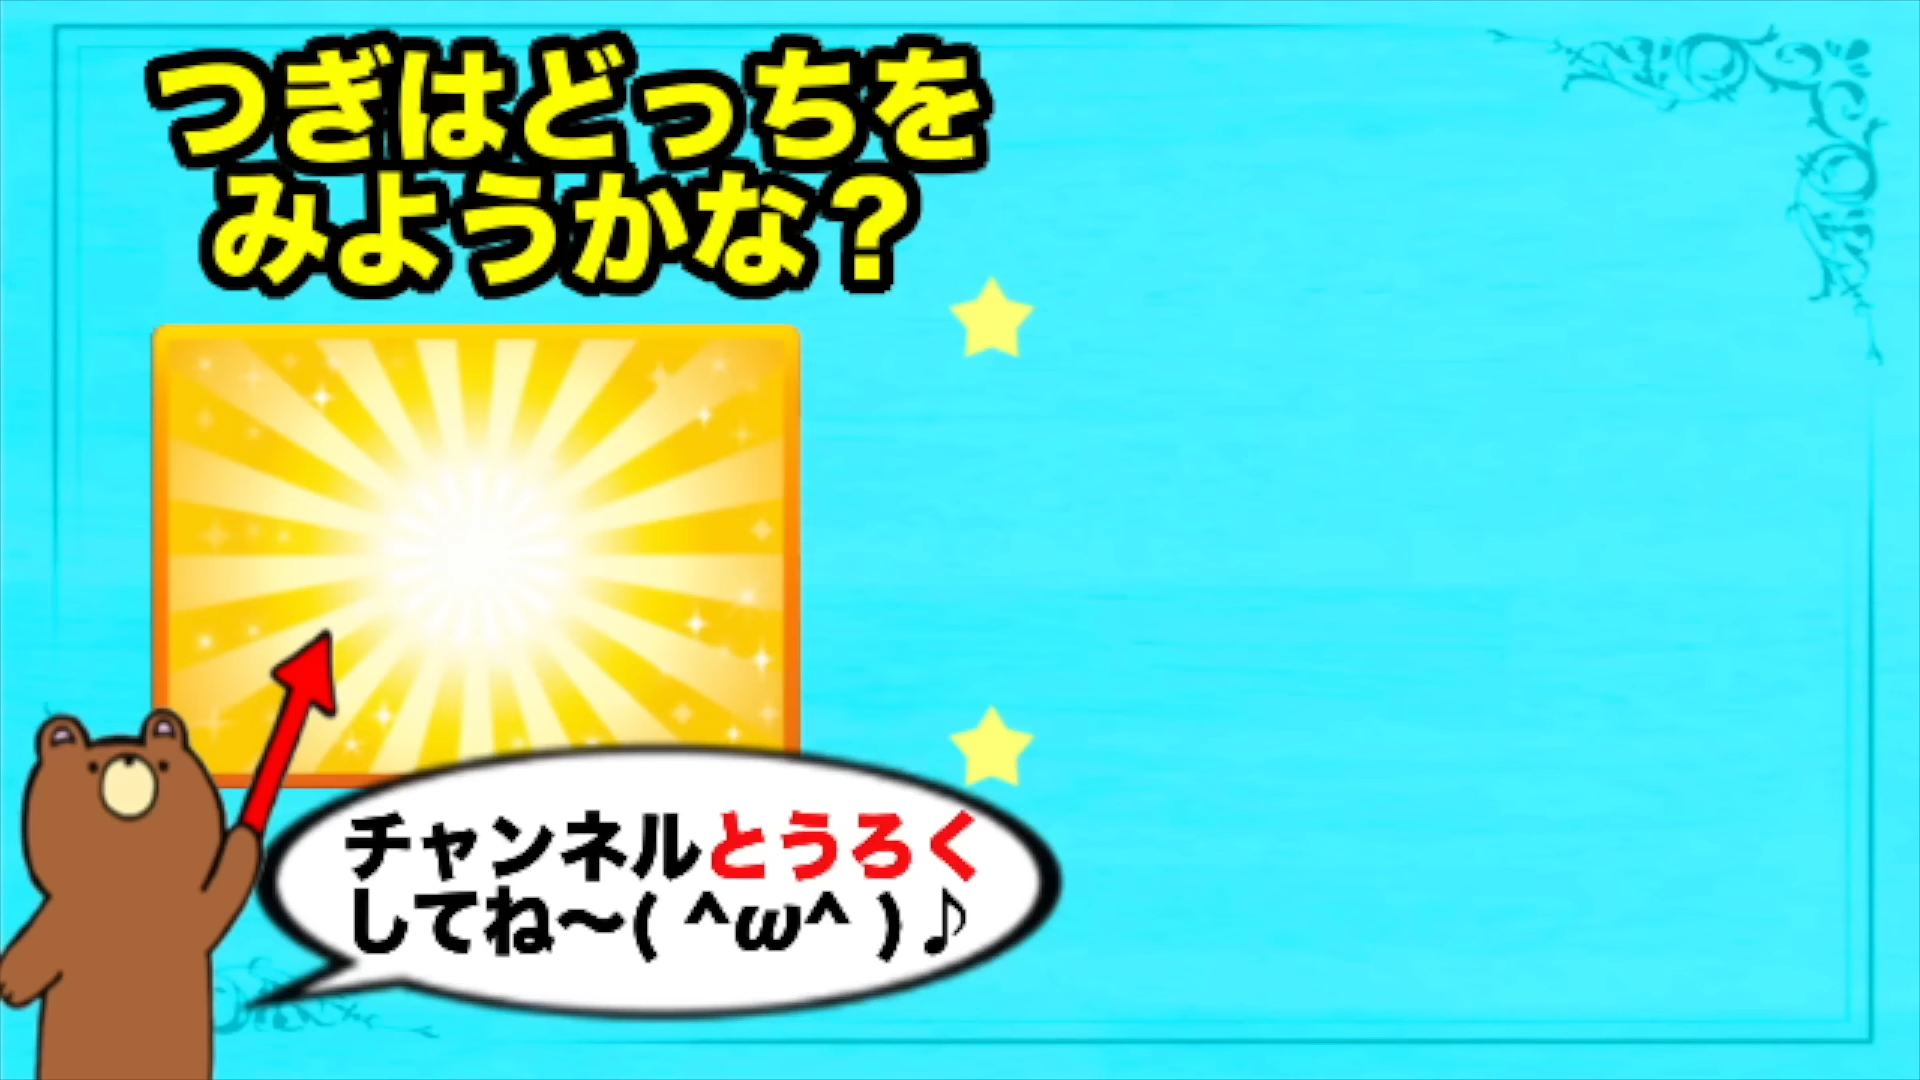 つぎはどっちを
みようかな？
チャンネルとうろく
してね〜( ^ω^ )♪